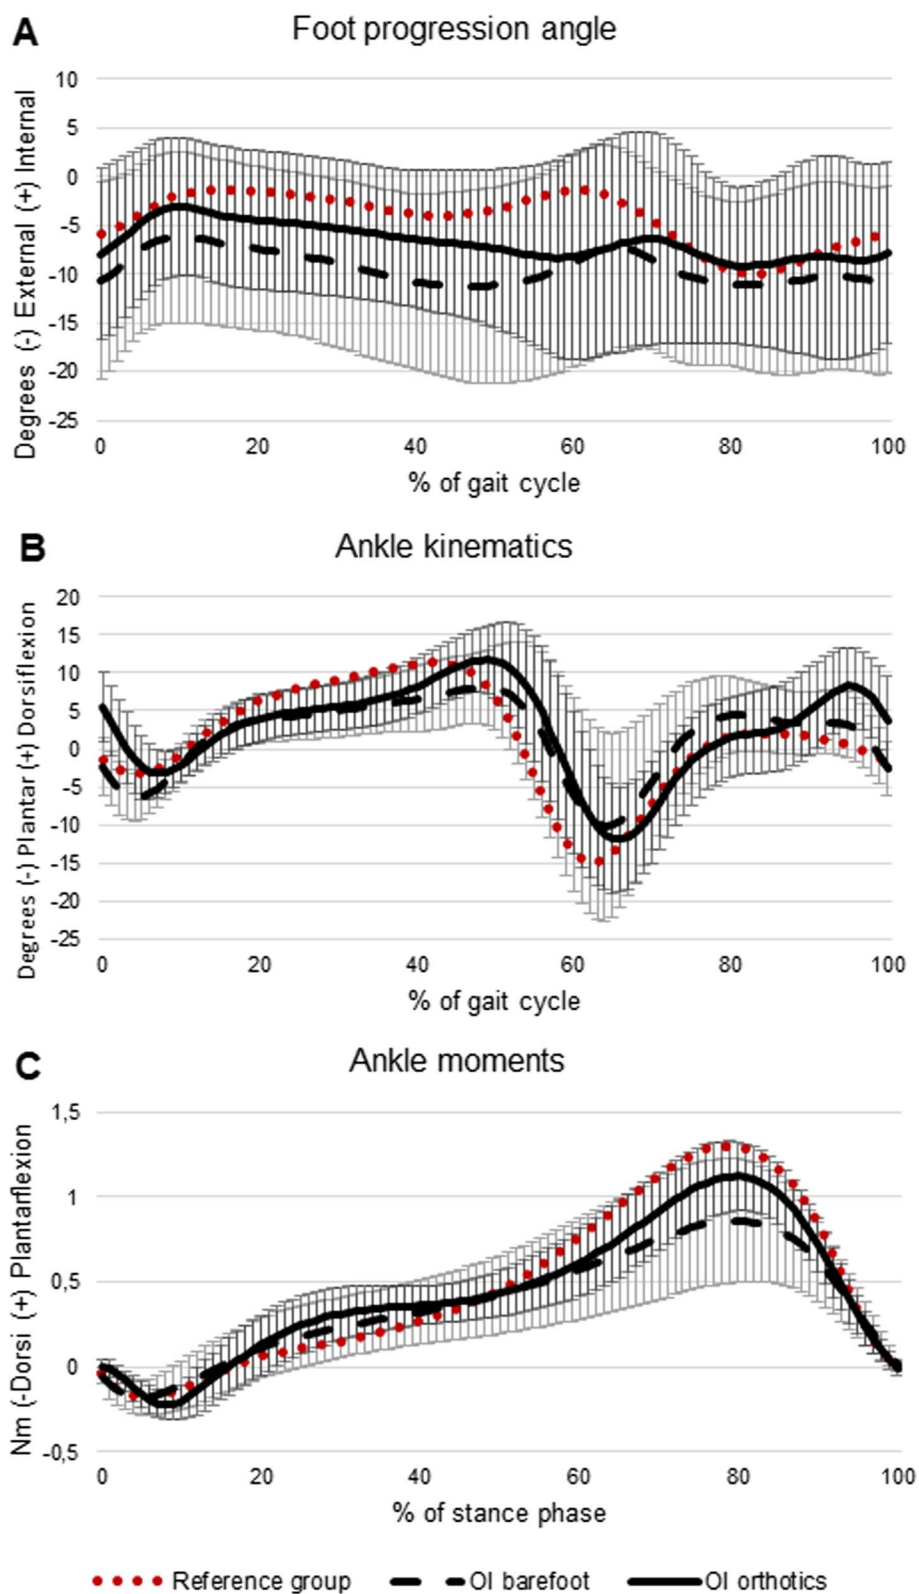 A
Foot progression angle
Degrees (-) External (+) Internal
10
5
0
-5
-10
-15
-20
-25
0 20 40 60 80 100
% of gait cycle
B
Ankle kinematics
Degrees (-) Plantar (+) Dorsiflexion
20
15
10
5
0
-5
-10
-15
-20
-25
0 20 40 60 80 100
% of gait cycle
C
Ankle moments
Nm (-Dorsi (+) Plantarflexion
1,5
1
0,5
0
-0,5
0 20 40 60 80 100
% of stance phase
Reference group OI barefoot OI orthotics